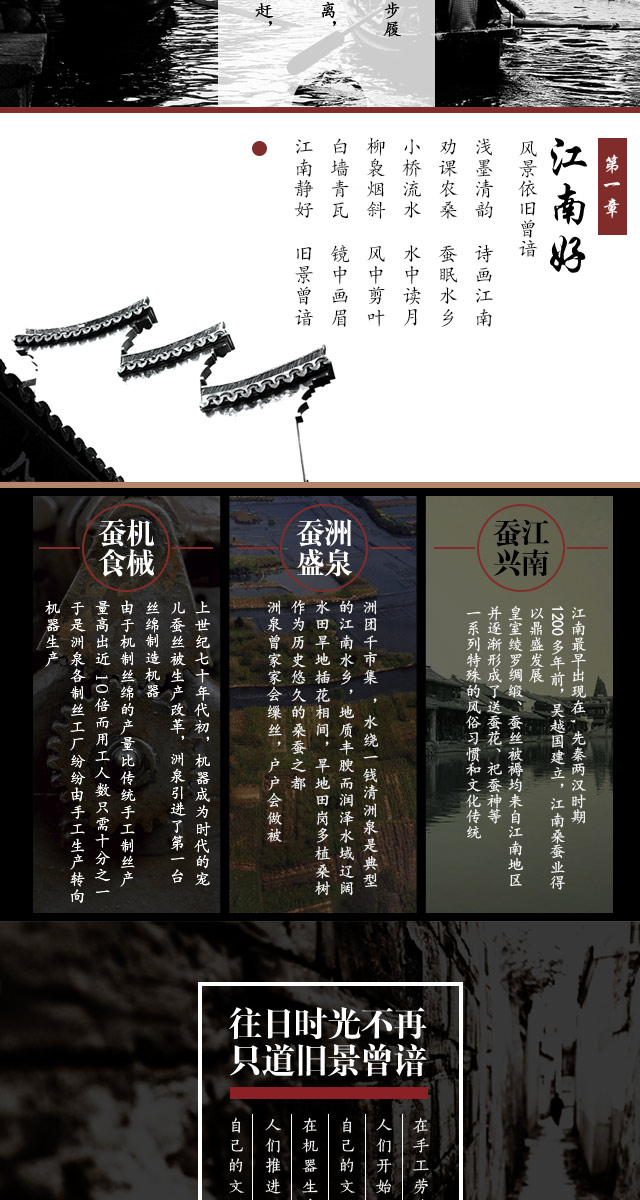 步履
离，
赶，
第一章
江南好
风景依旧曾谙
浅墨清韵 诗画江南
劝课农桑 蚕眠水乡
小桥流水 水中读月
柳袅烟斜 风中剪叶
白墙青瓦 镜中画眉
江南静好 旧景曾谙
江南
蚕兴
江南最早出现在：先秦两汉时期
1200多年前，吴越国建立，江南桑蚕业得
以鼎盛发展
皇室绫罗绸缎、蚕丝被褥均来自江南地区
并逐渐形成了送蚕花、祀蚕神等
一系列特殊的风俗习惯和文化传统
洲泉
蚕盛
洲团千市集，水绕一钱清洲泉是典型
的江南水乡，地质丰腴而润泽水域辽阔
水田旱地插花相间，旱地田岗多植桑树
作为历史悠久的桑蚕之都
洲泉曾家家会缫丝，户户会做被
机械
蚕食
上世纪七十年代初，机器成为时代的宠
儿蚕丝被生产改革，洲泉引进了第一台
丝绵制造机器
由于机制丝绵的产量比传统手工制丝产
量高出近10倍而用工人数只需十分之一
于是洲泉各制丝工厂纷纷由手工生产转向
机器生产
往日时光不再
只道旧景曾谙
在手工劳
人们开始
自己的文
在机器生
人们推进
自己的文